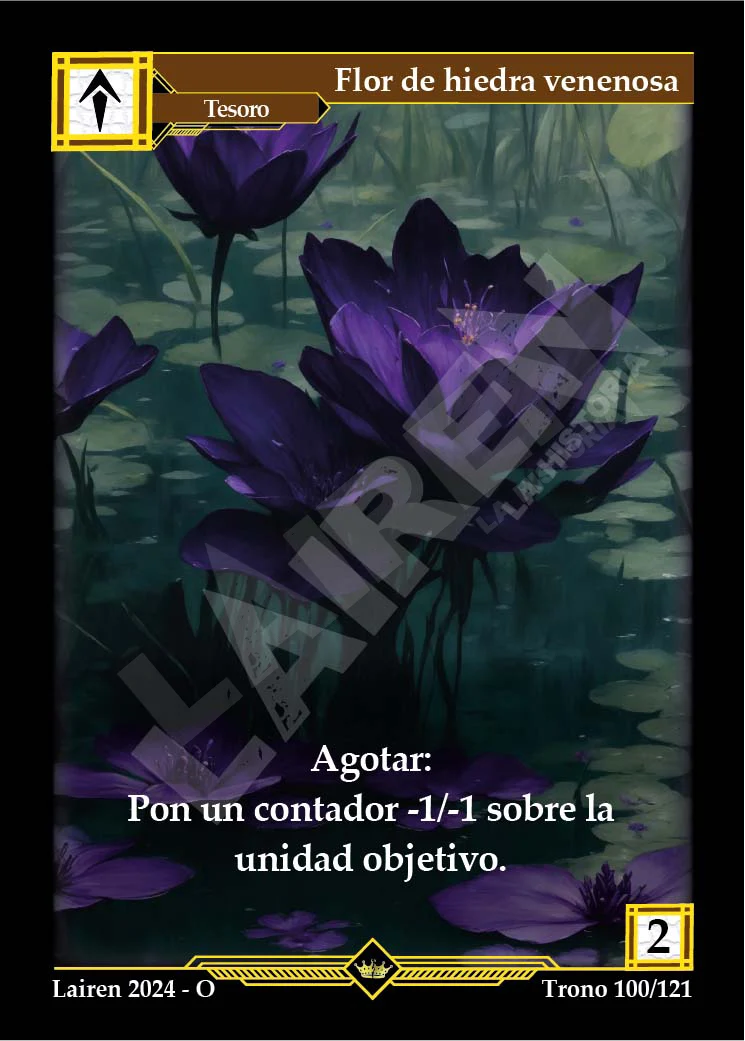 Flor de hiedra venenosa
Tesoro
LAIREN
LA HISTORIA
Agotar:
Pon un contador -1/-1 sobre la
unidad objetivo.
2
Lairen 2024 - O
Trono 100/121